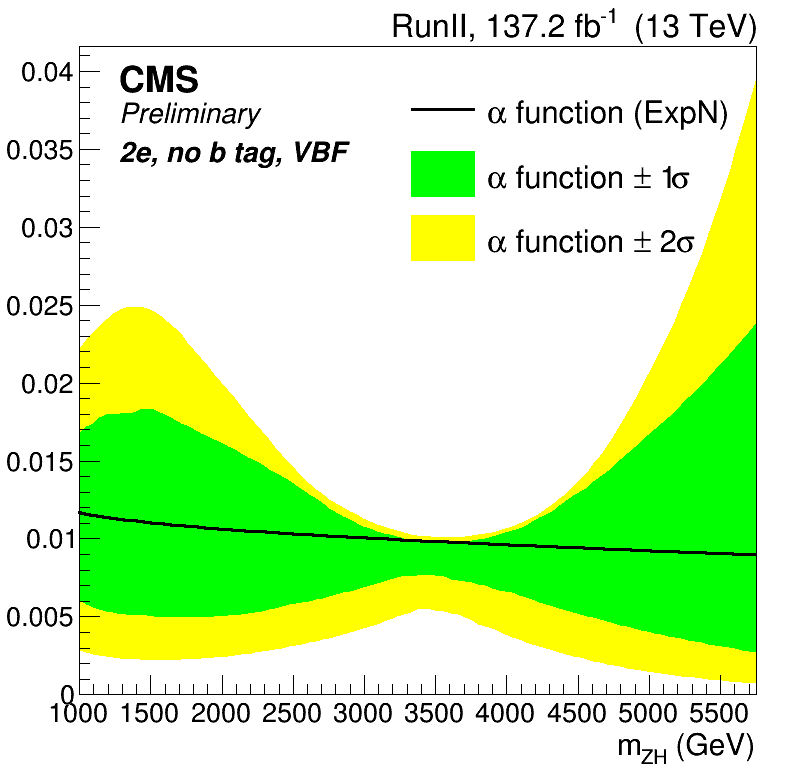 RunII, 137.2 fb-1 (13 TeV)
CMS
Preliminary
2e, no b tag, VBF
α function (ExpN)
α function ± 1σ
α function ± 2σ
0.04
0.035
0.03
0.025
0.02
0.015
0.01
0.005
0
1000 1500 2000 2500 3000 3500 4000 4500 5000 5500
mZH (GeV)